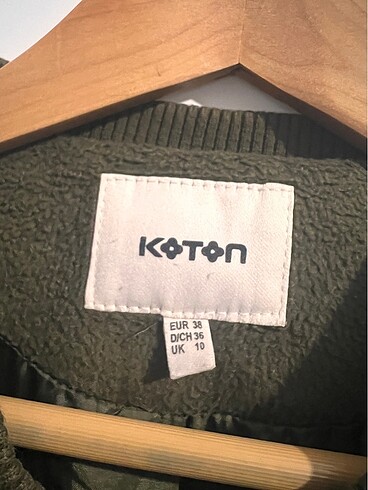 KOTON
EUR 38
D/CH 36
UK 10